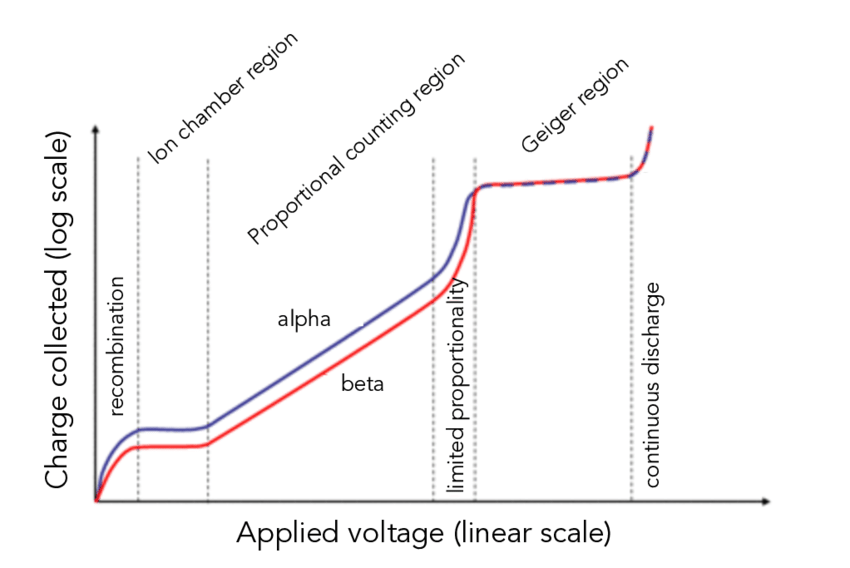 Ion chamber region
Proportional counting region
Geiger region
Charge collected (log scale)
recombination
alpha
beta
limited proportionality
continuous discharge
Applied voltage (linear scale)